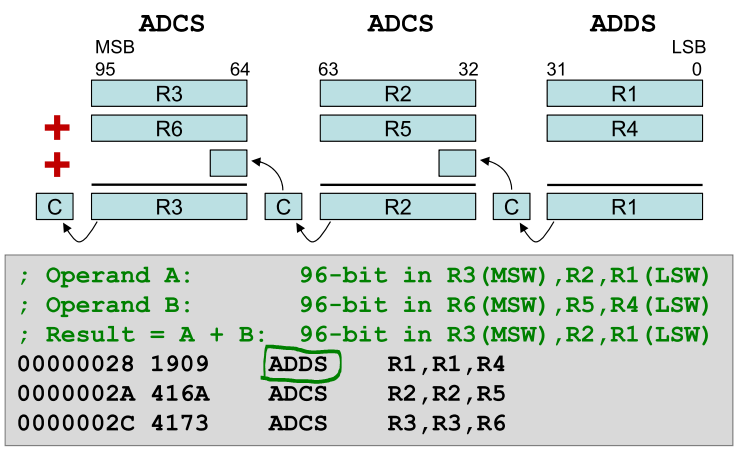 ADCS ADCS ADDS
MSB LSB
95 64 63 32 31 0
R3 R2 R1
+ R6 R5 R4
+
C R3 C R2 C R1
; Operand A: 96-bit in R3(MSW),R2,R1(LSW)
; Operand B: 96-bit in R6(MSW),R5,R4(LSW)
; Result = A + B: 96-bit in R3(MSW),R2,R1(LSW)
00000028 1909 ADDS R1,R1,R4
0000002A 416A ADCS R2,R2,R5
0000002C 4173 ADCS R3,R3,R6